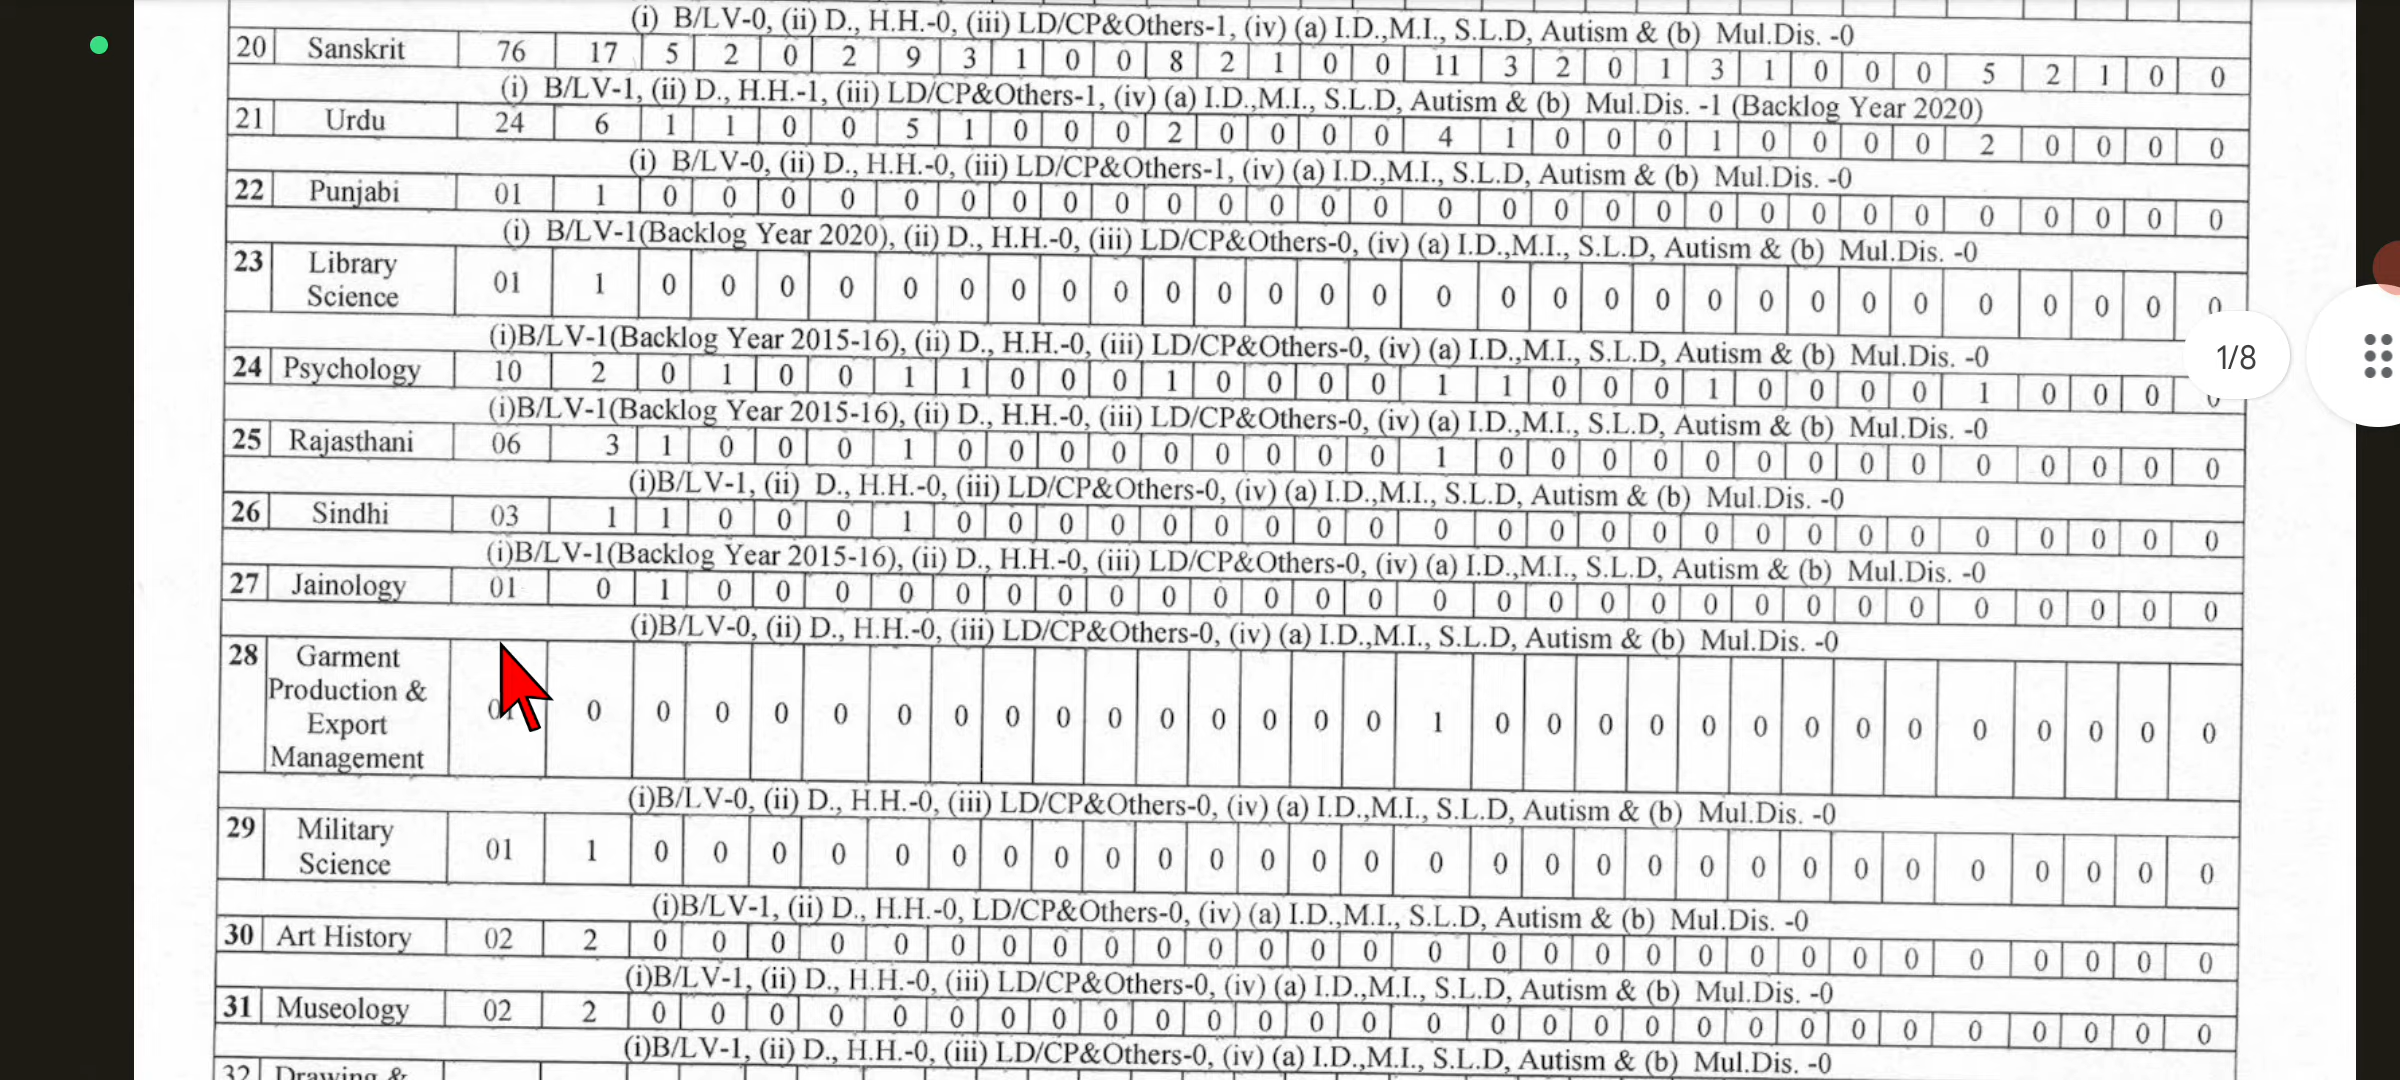 (i) B/LV-0, (ii) D., H.H.-0, (iii) LD/CP&Others-1, (iv) (a) I.D.,M.I., S.L.D, Autism & (b) Mul.Dis. -0
20 Sanskrit 76 17 5 2 0 2 9 3 1 0 0 8 2 1 0 0 11 3 2 0 1 3 1 0 0 0 5 2 1 0 0
(i) B/LV-1, (ii) D., H.H.-1, (iii) LD/CP&Others-1, (iv) (a) I.D.,M.I., S.L.D, Autism & (b) Mul.Dis. -1 (Backlog Year 2020)
21 Urdu 24 6 1 1 0 0 5 1 0 0 0 2 0 0 0 0 4 1 0 0 0 1 0 0 0 0 2 0 0 0 0
(i) B/LV-0, (ii) D., H.H.-0, (iii) LD/CP&Others-1, (iv) (a) I.D.,M.I., S.L.D, Autism & (b) Mul.Dis. -0
22 Punjabi 01 1 0 0 0 0 0 0 0 0 0 0 0 0 0 0 0 0 0 0 0 0 0 0 0 0 0 0 0 0 0
(i) B/LV-1(Backlog Year 2020), (ii) D., H.H.-0, (iii) LD/CP&Others-0, (iv) (a) I.D.,M.I., S.L.D, Autism & (b) Mul.Dis. -0
23 Library
Science 01 1 0 0 0 0 0 0 0 0 0 0 0 0 0 0 0 0 0 0 0 0 0 0 0 0 0 0 0 0 0
(i)B/LV-1(Backlog Year 2015-16), (ii) D., H.H.-0, (iii) LD/CP&Others-0, (iv) (a) I.D.,M.I., S.L.D, Autism & (b) Mul.Dis. -0
24 Psychology 10 2 0 1 0 0 1 1 0 0 0 1 0 0 0 0 1 1 0 0 0 1 0 0 0 0 1 0 0 0 0
(i)B/LV-1(Backlog Year 2015-16), (ii) D., H.H.-0, (iii) LD/CP&Others-0, (iv) (a) I.D.,M.I., S.L.D, Autism & (b) Mul.Dis. -0
25 Rajasthani 06 3 1 0 0 0 1 0 0 0 0 0 0 0 0 0 1 0 0 0 0 0 0 0 0 0 0 0 0 0 0
(i)B/LV-1, (ii) D., H.H.-0, (iii) LD/CP&Others-0, (iv) (a) I.D.,M.I., S.L.D, Autism & (b) Mul.Dis. -0
26 Sindhi 03 1 1 0 0 0 1 0 0 0 0 0 0 0 0 0 0 0 0 0 0 0 0 0 0 0 0 0 0 0 0
(i)B/LV-1(Backlog Year 2015-16), (ii) D., H.H.-0, (iii) LD/CP&Others-0, (iv) (a) I.D.,M.I., S.L.D, Autism & (b) Mul.Dis. -0
27 Jainology 01 0 1 0 0 0 0 0 0 0 0 0 0 0 0 0 0 0 0 0 0 0 0 0 0 0 0 0 0 0 0
(i)B/LV-0, (ii) D., H.H.-0, (iii) LD/CP&Others-0, (iv) (a) I.D.,M.I., S.L.D, Autism & (b) Mul.Dis. -0
28 Garment
Production &
Export
Management 01 0 0 0 0 0 0 0 0 0 0 0 0 0 0 0 1 0 0 0 0 0 0 0 0 0 0 0 0 0 0
(i)B/LV-0, (ii) D., H.H.-0, (iii) LD/CP&Others-0, (iv) (a) I.D.,M.I., S.L.D, Autism & (b) Mul.Dis. -0
29 Military
Science 01 1 0 0 0 0 0 0 0 0 0 0 0 0 0 0 0 0 0 0 0 0 0 0 0 0 0 0 0 0 0
(i)B/LV-1, (ii) D., H.H.-0, LD/CP&Others-0, (iv) (a) I.D.,M.I., S.L.D, Autism & (b) Mul.Dis. -0
30 Art History 02 2 0 0 0 0 0 0 0 0 0 0 0 0 0 0 0 0 0 0 0 0 0 0 0 0 0 0 0 0 0
(i)B/LV-1, (ii) D., H.H.-0, (iii) LD/CP&Others-0, (iv) (a) I.D.,M.I., S.L.D, Autism & (b) Mul.Dis. -0
31 Museology 02 2 0 0 0 0 0 0 0 0 0 0 0 0 0 0 0 0 0 0 0 0 0 0 0 0 0 0 0 0 0
(i)B/LV-1, (ii) D., H.H.-0, (iii) LD/CP&Others-0, (iv) (a) I.D.,M.I., S.L.D, Autism & (b) Mul.Dis. -0
32 Drawing &
1/8